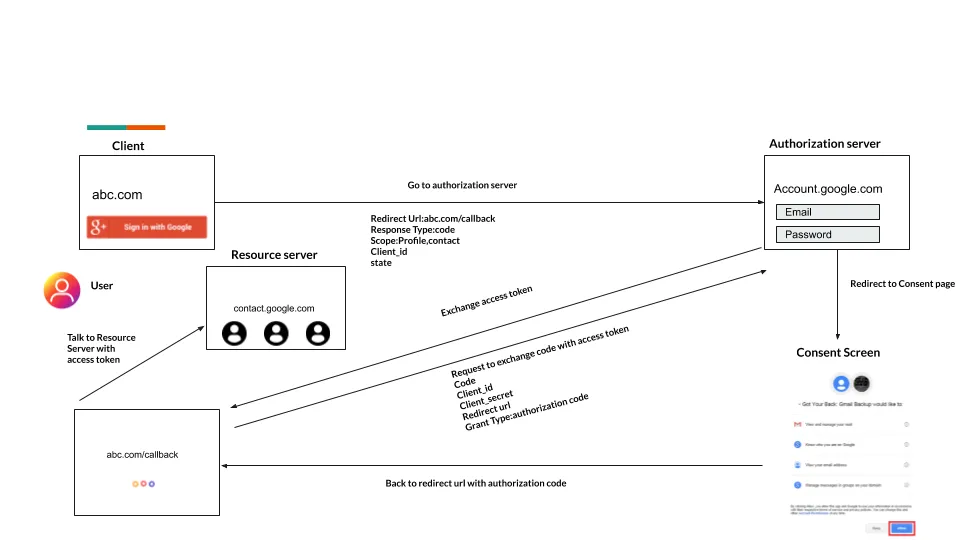 Client
abc.com
g+ Sign in with Google
Authorization server
Account.google.com
Email
Password
Go to authorization server
Redirect Url:abc.com/callback
Response Type:code
Scope:Profile,contact
Client_id
state
Resource server
contact.google.com
User
Talk to Resource
Server with
access token
Exchange access token
Request to exchange code with access token
Code
Client_id
Client_secret
Redirect url
Grant Type:authorization code
Redirect to Consent page
Consent Screen
Got Your Back: Gmail Backup would like to
View and manage your mail
Know who you are on Google
View your email address
Manage messages in groups on your domain
abc.com/callback
Back to redirect url with authorization code